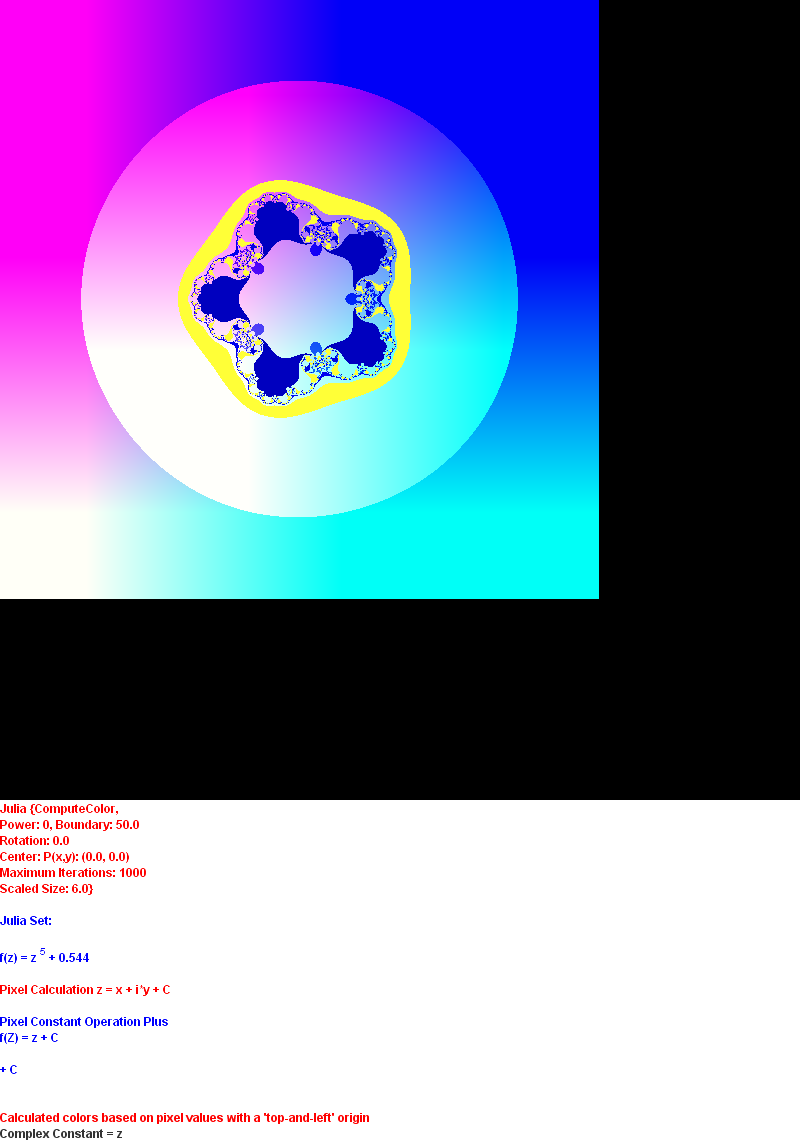 Julia {ComputeColor,
Power: 0, Boundary: 50.0
Rotation: 0.0
Center: P(x,y): (0.0, 0.0)
Maximum Iterations: 1000
Scaled Size: 6.0}
Julia Set:
f(z) = z ^5 + 0.544
Pixel Calculation z = x + i*y + C
Pixel Constant Operation Plus
f(Z) = z + C
+ C
Calculated colors based on pixel values with a 'top-and-left' origin
Complex Constant = z